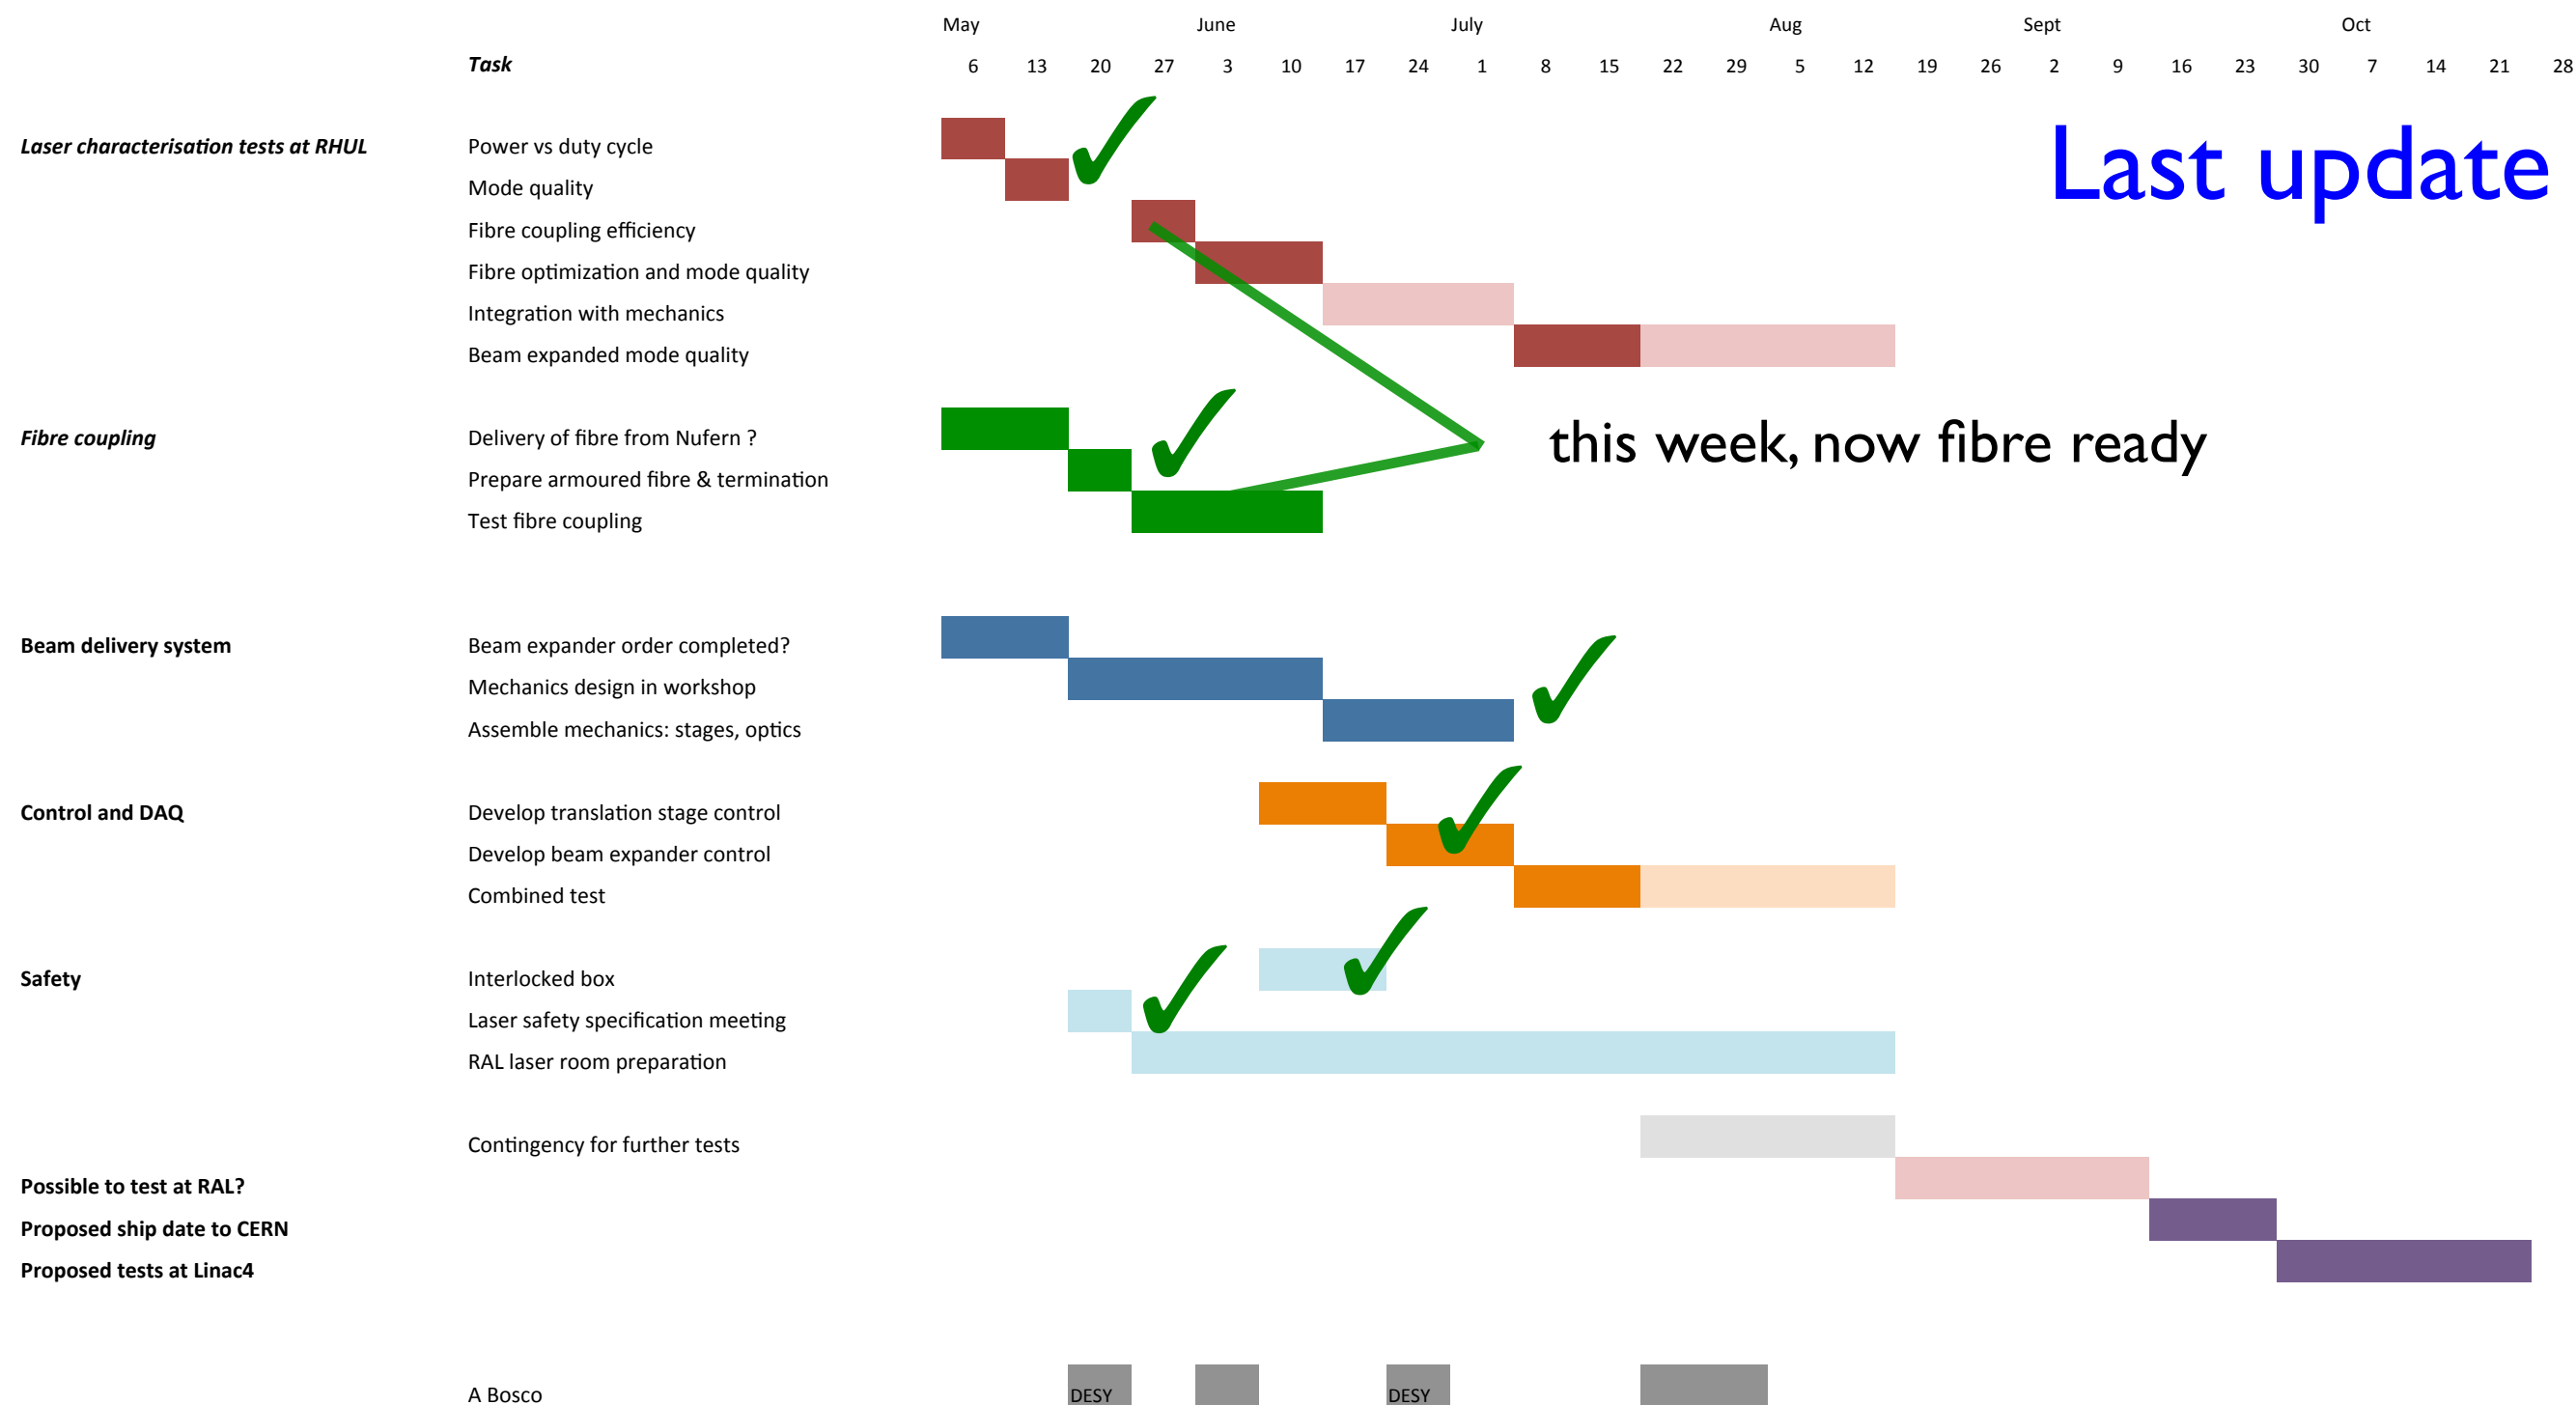 May June July Aug Sept Oct
Task 6 13 20 27 3 10 17 24 1 8 15 22 29 5 12 19 26 2 9 16 23 30 7 14 21 28
Last update
Laser characterisation tests at RHUL Power vs duty cycle
Mode quality
Fibre coupling efficiency
Fibre optimization and mode quality
Integration with mechanics
Beam expanded mode quality
this week, now fibre ready
Fibre coupling Delivery of fibre from Nufern ?
Prepare armoured fibre & termination
Test fibre coupling
Beam delivery system Beam expander order completed?
Mechanics design in workshop
Assemble mechanics: stages, optics
Control and DAQ Develop translation stage control
Develop beam expander control
Combined test
Safety Interlocked box
Laser safety specification meeting
RAL laser room preparation
Contingency for further tests
Possible to test at RAL?
Proposed ship date to CERN
Proposed tests at Linac4
A Bosco DESY DESY